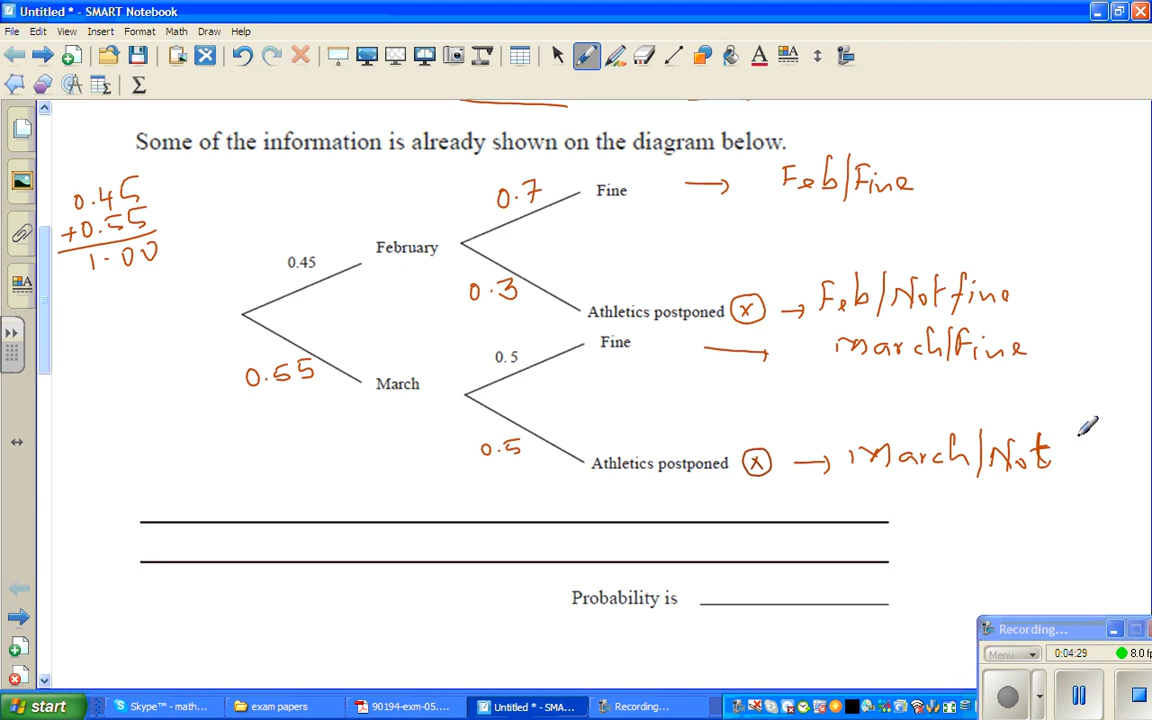 Untitled * - SMART Notebook
File Edit View Insert Format Math Draw Help
Some of the information is already shown on the diagram below.
0.45
+0.55
1.00
0.7
Fine
→ Feb/Fine
0.45
February
0.3
Athletics postponed
x → Feb/Not fine
Fine
march/Fine
0.5
0.55
March
0.5
Athletics postponed
x → march/Not
Probability is
Recording...
Menu
0:04:29
8.0 f
start
Skype™ - math...
exam papers
90194-exm-05....
Untitled * - SMA...
Recording...